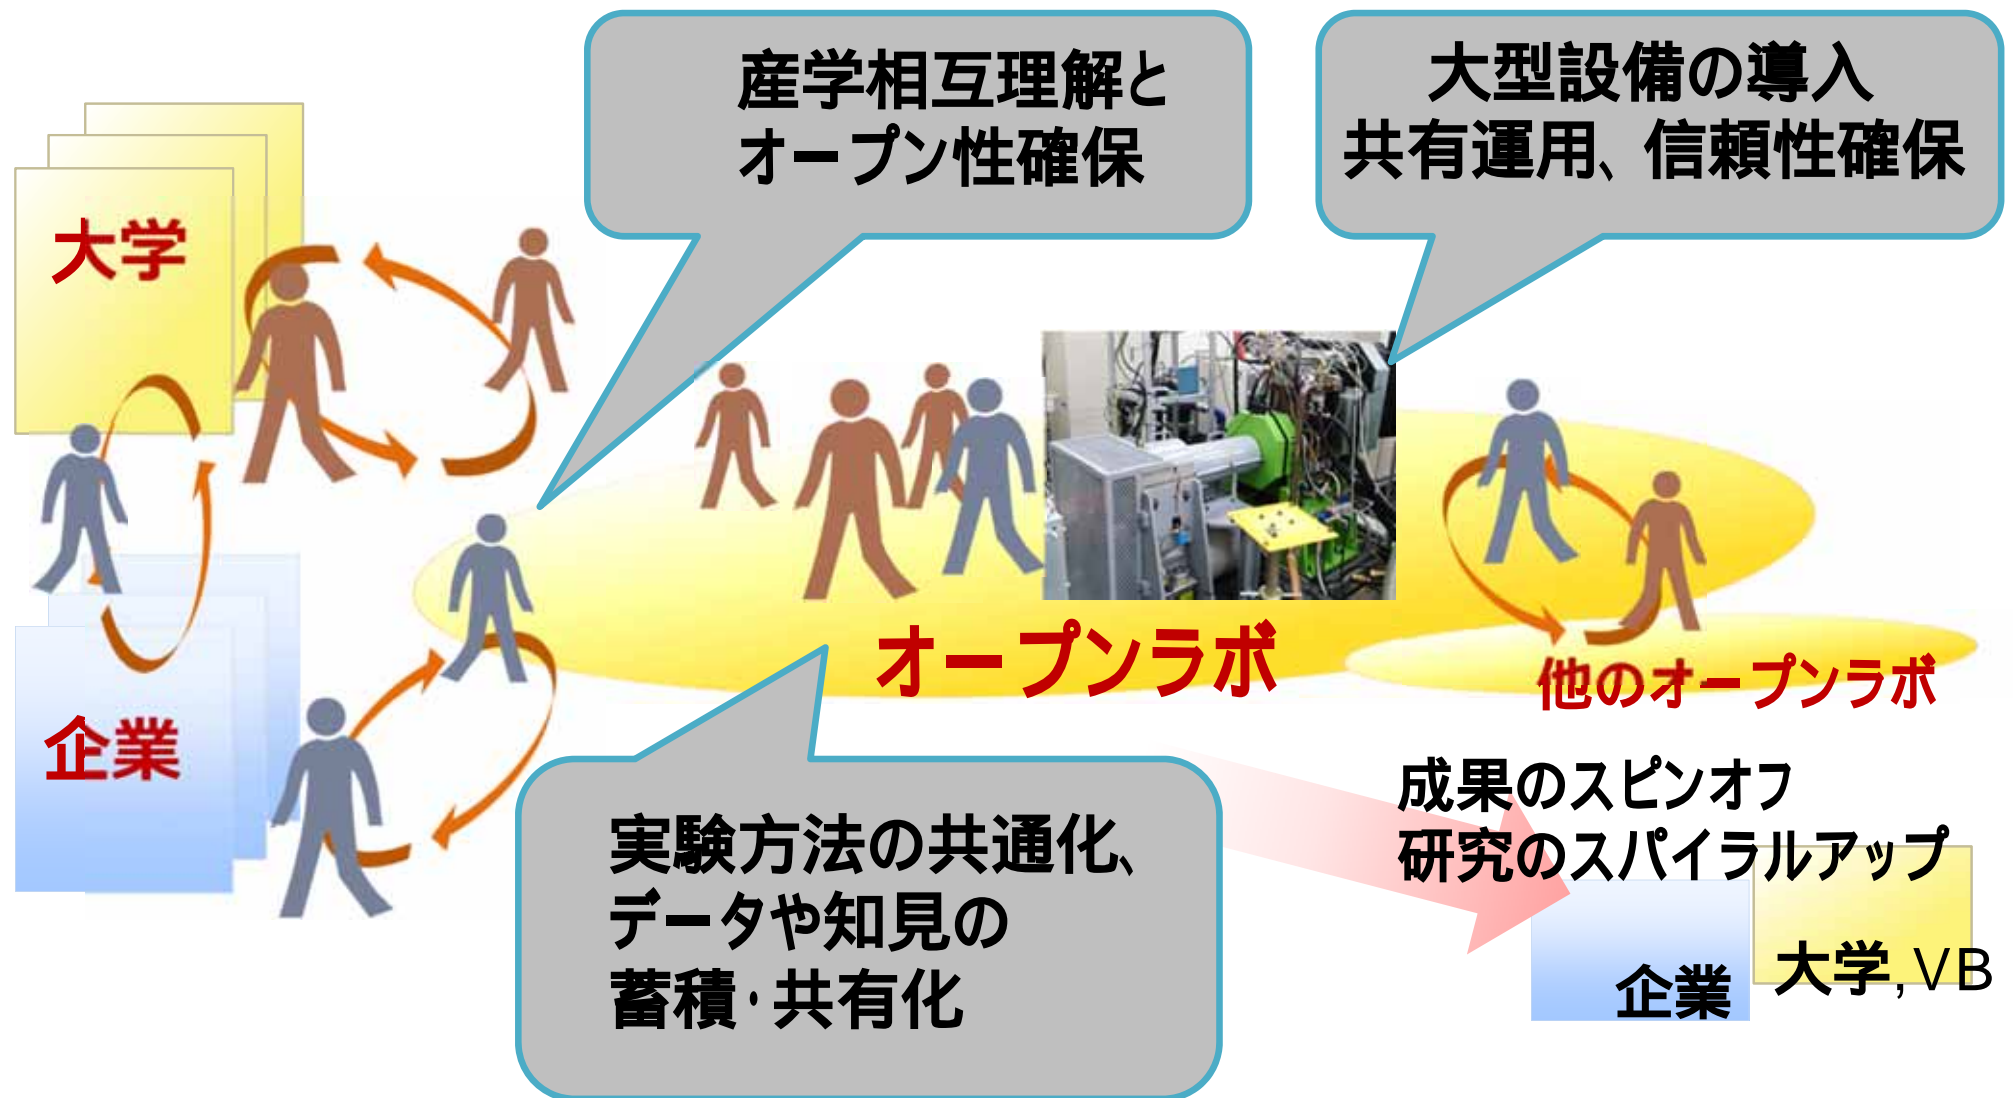 産学相互理解と
オープン性確保
大型設備の導入
共有運用、信頼性確保
大学
企業
オープンラボ
他のオープンラボ
実験方法の共通化、
データや知見の
蓄積・共有化
成果のスピンオフ
研究のスパイラルアップ
企業
大学,VB